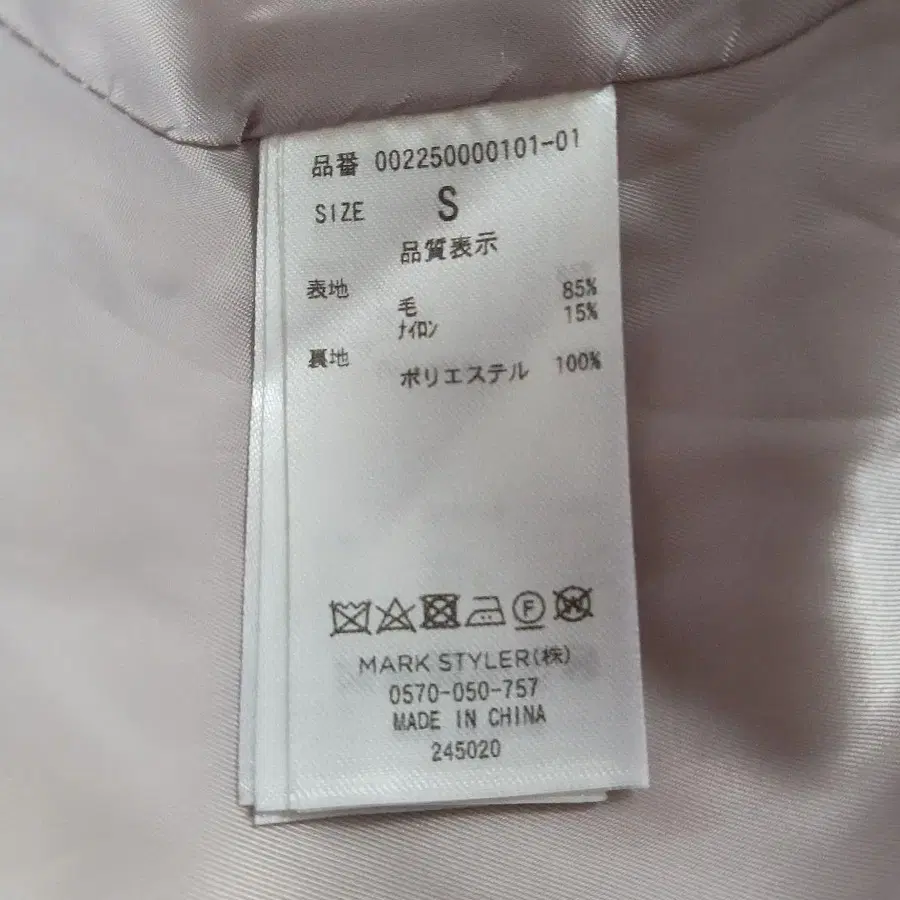 品番 002250000101-01
SIZE S
品質表示
表地
毛 85%
ﾅｲﾛﾝ 15%
裏地
ポリエステル 100%
F W
MARK STYLER(株)
0570-050-757
MADE IN CHINA
245020